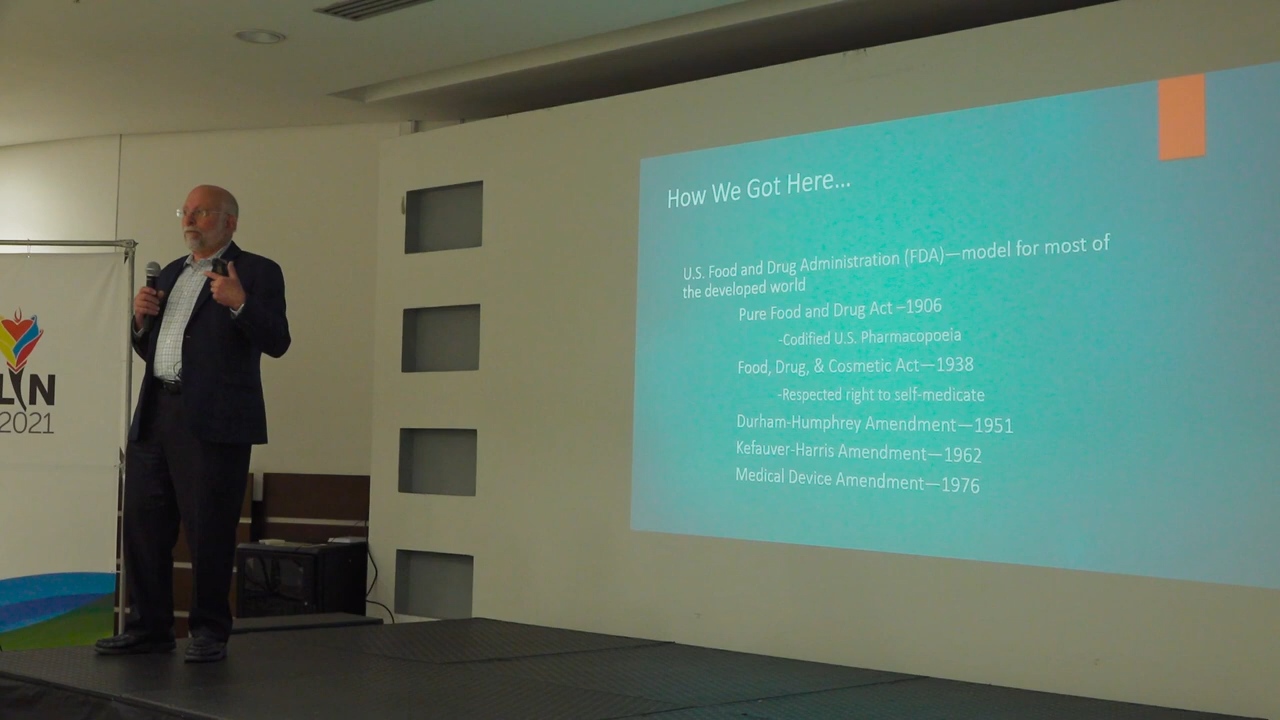 LIN
2021
How We Got Here...
U.S. Food and Drug Administration (FDA)—model for most of
the developed world
Pure Food and Drug Act –1906
-Codified U.S. Pharmacopoeia
Food, Drug, & Cosmetic Act—1938
-Respected right to self-medicate
Durham-Humphrey Amendment—1951
Kefauver-Harris Amendment—1962
Medical Device Amendment—1976